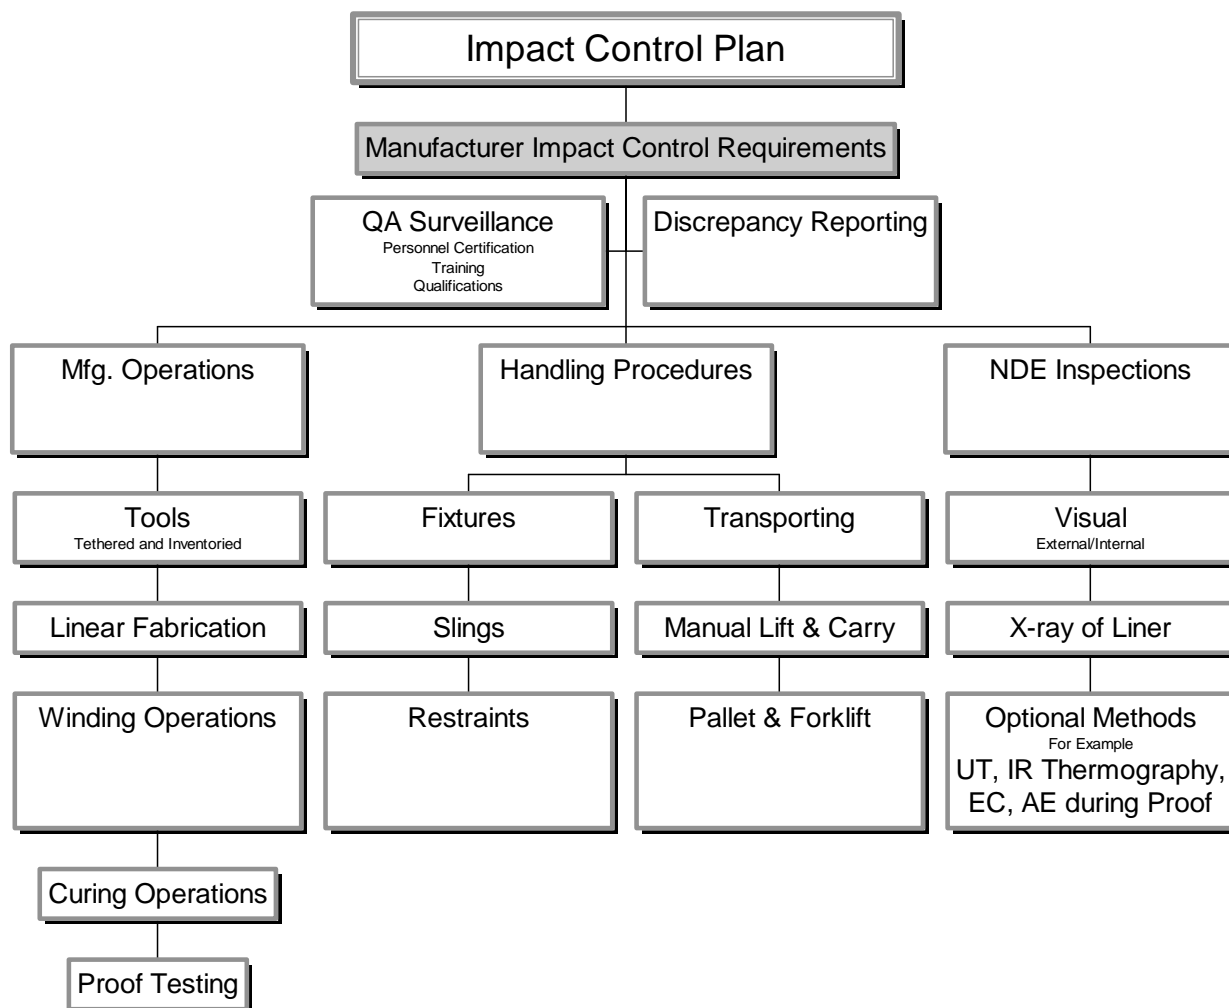 Impact Control Plan
Manufacturer Impact Control Requirements
QA Surveillance
Personnel Certification
Training
Qualifications
Discrepancy Reporting
Mfg. Operations
Handling Procedures
NDE Inspections
Tools
Tethered and Inventoried
Fixtures
Transporting
Visual
External/Internal
Linear Fabrication
Slings
Manual Lift & Carry
X-ray of Liner
Winding Operations
Restraints
Pallet & Forklift
Optional Methods
For Example
UT, IR Thermography,
EC, AE during Proof
Curing Operations
Proof Testing